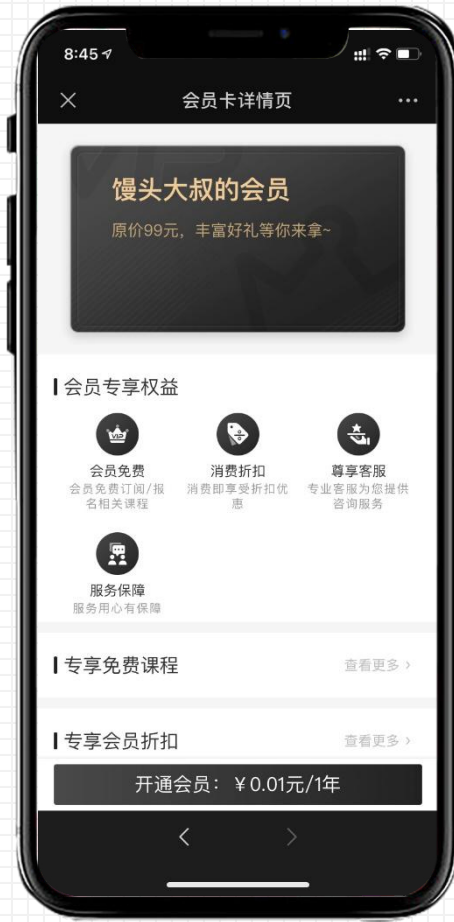 8:45
会员卡详情页
馒头大叔的会员
原价99元，丰富好礼等你来拿~
会员专享权益
VIP
会员免费
会员免费订阅/报
名相关课程
消费折扣
消费即享受折扣优
惠
尊享客服
专业客服为您提供
咨询服务
服务保障
服务用心有保障
专享免费课程
查看更多 >
专享会员折扣
查看更多 >
开通会员：￥0.01元/1年